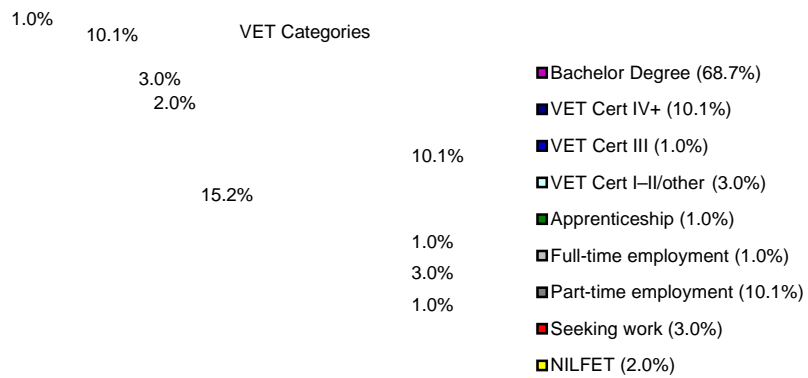 1.0%
10.1%
VET Categories
3.0%
2.0%
10.1%
15.2%
1.0%
3.0%
1.0%
Bachelor Degree (68.7%)
VET Cert IV+ (10.1%)
VET Cert III (1.0%)
VET Cert I–II/other (3.0%)
Apprenticeship (1.0%)
Full-time employment (1.0%)
Part-time employment (10.1%)
Seeking work (3.0%)
NILFET (2.0%)